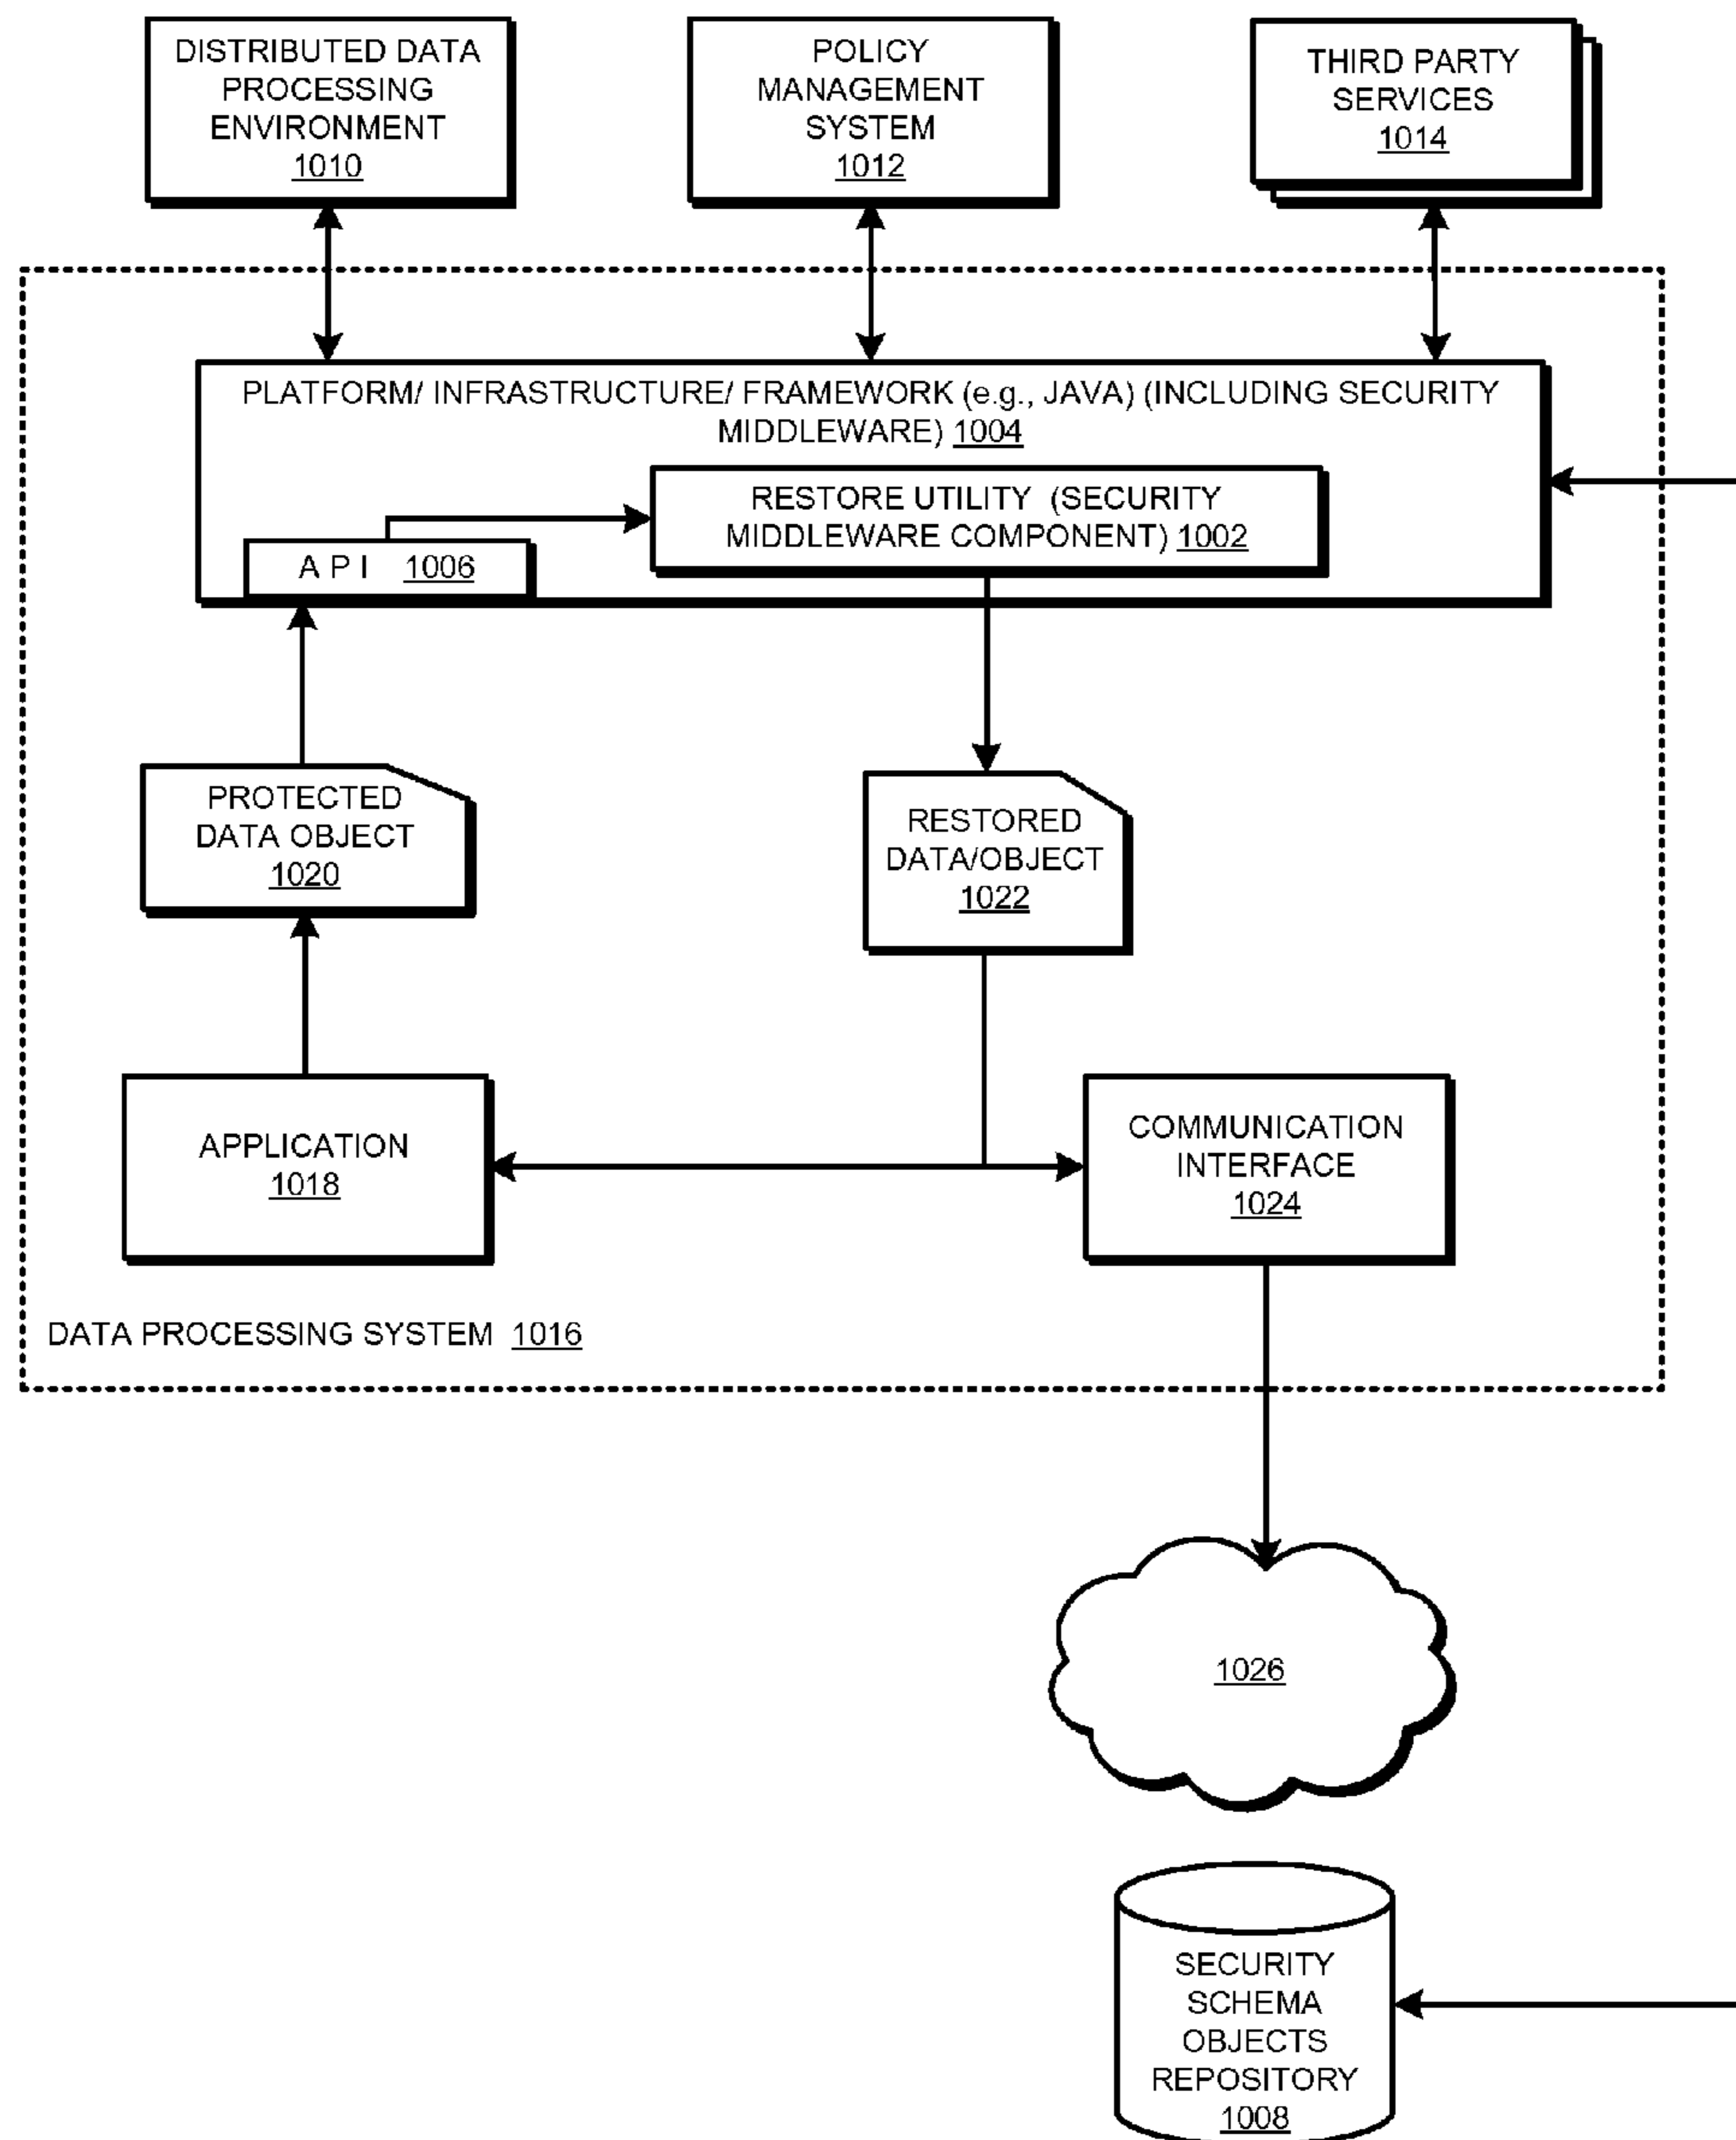 DISTRIBUTED DATA
PROCESSING
ENVIRONMENT
1010
POLICY
MANAGEMENT
SYSTEM
1012
THIRD PARTY
SERVICES
1014
PLATFORM/ INFRASTRUCTURE/ FRAMEWORK (e.g., JAVA) (INCLUDING SECURITY
MIDDLEWARE) 1004
RESTORE UTILITY (SECURITY
MIDDLEWARE COMPONENT) 1002
A P I 1006
PROTECTED
DATA OBJECT
1020
RESTORED
DATA/OBJECT
1022
APPLICATION
1018
COMMUNICATION
INTERFACE
1024
DATA PROCESSING SYSTEM 1016
1026
SECURITY
SCHEMA
OBJECTS
REPOSITORY
1008